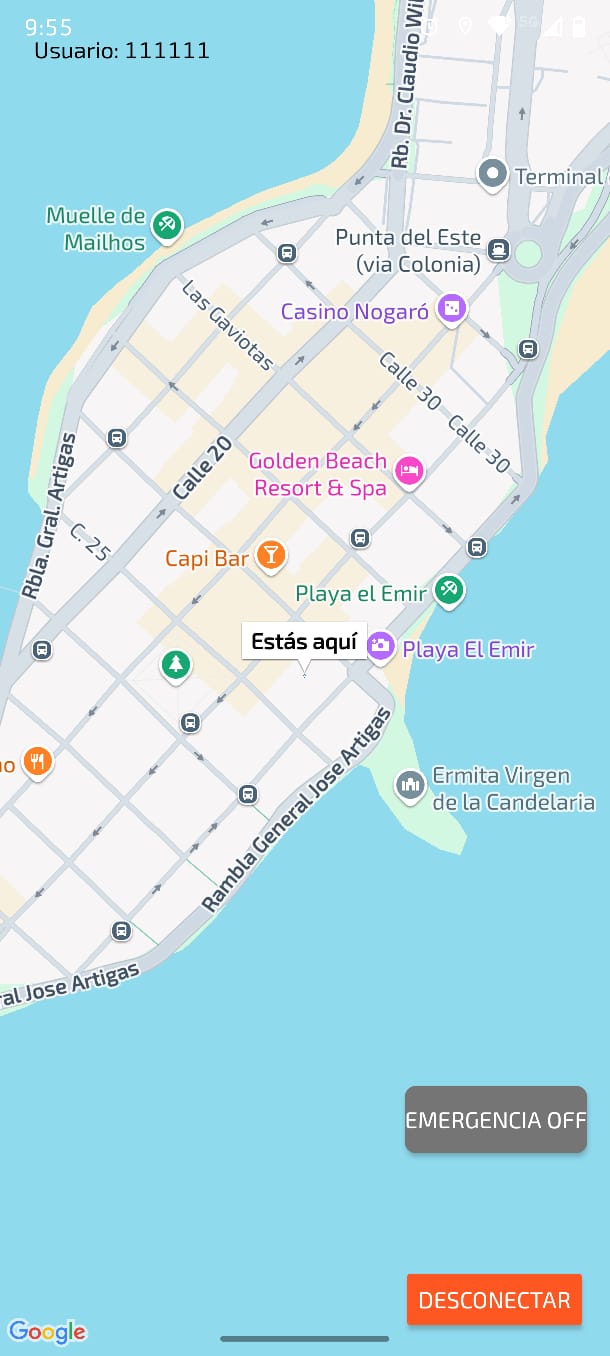 9:55
5G
Usuario: 111111
Rb. Dr. Claudio Wil
Terminal
Muelle de
Mailhos
Punta del Este
(via Colonia)
Casino Nogaró
Las Gaviotas
Calle 30
Calle 30
Calle 20
Golden Beach
Resort & Spa
Rbla. Gral. Artigas
C. 25
Capi Bar
Playa el Emir
Estás aquí
Playa El Emir
no
Rambla General Jose Artigas
Ermita Virgen
de la Candelaria
ral Jose Artigas
EMERGENCIA OFF
DESCONECTAR
Google